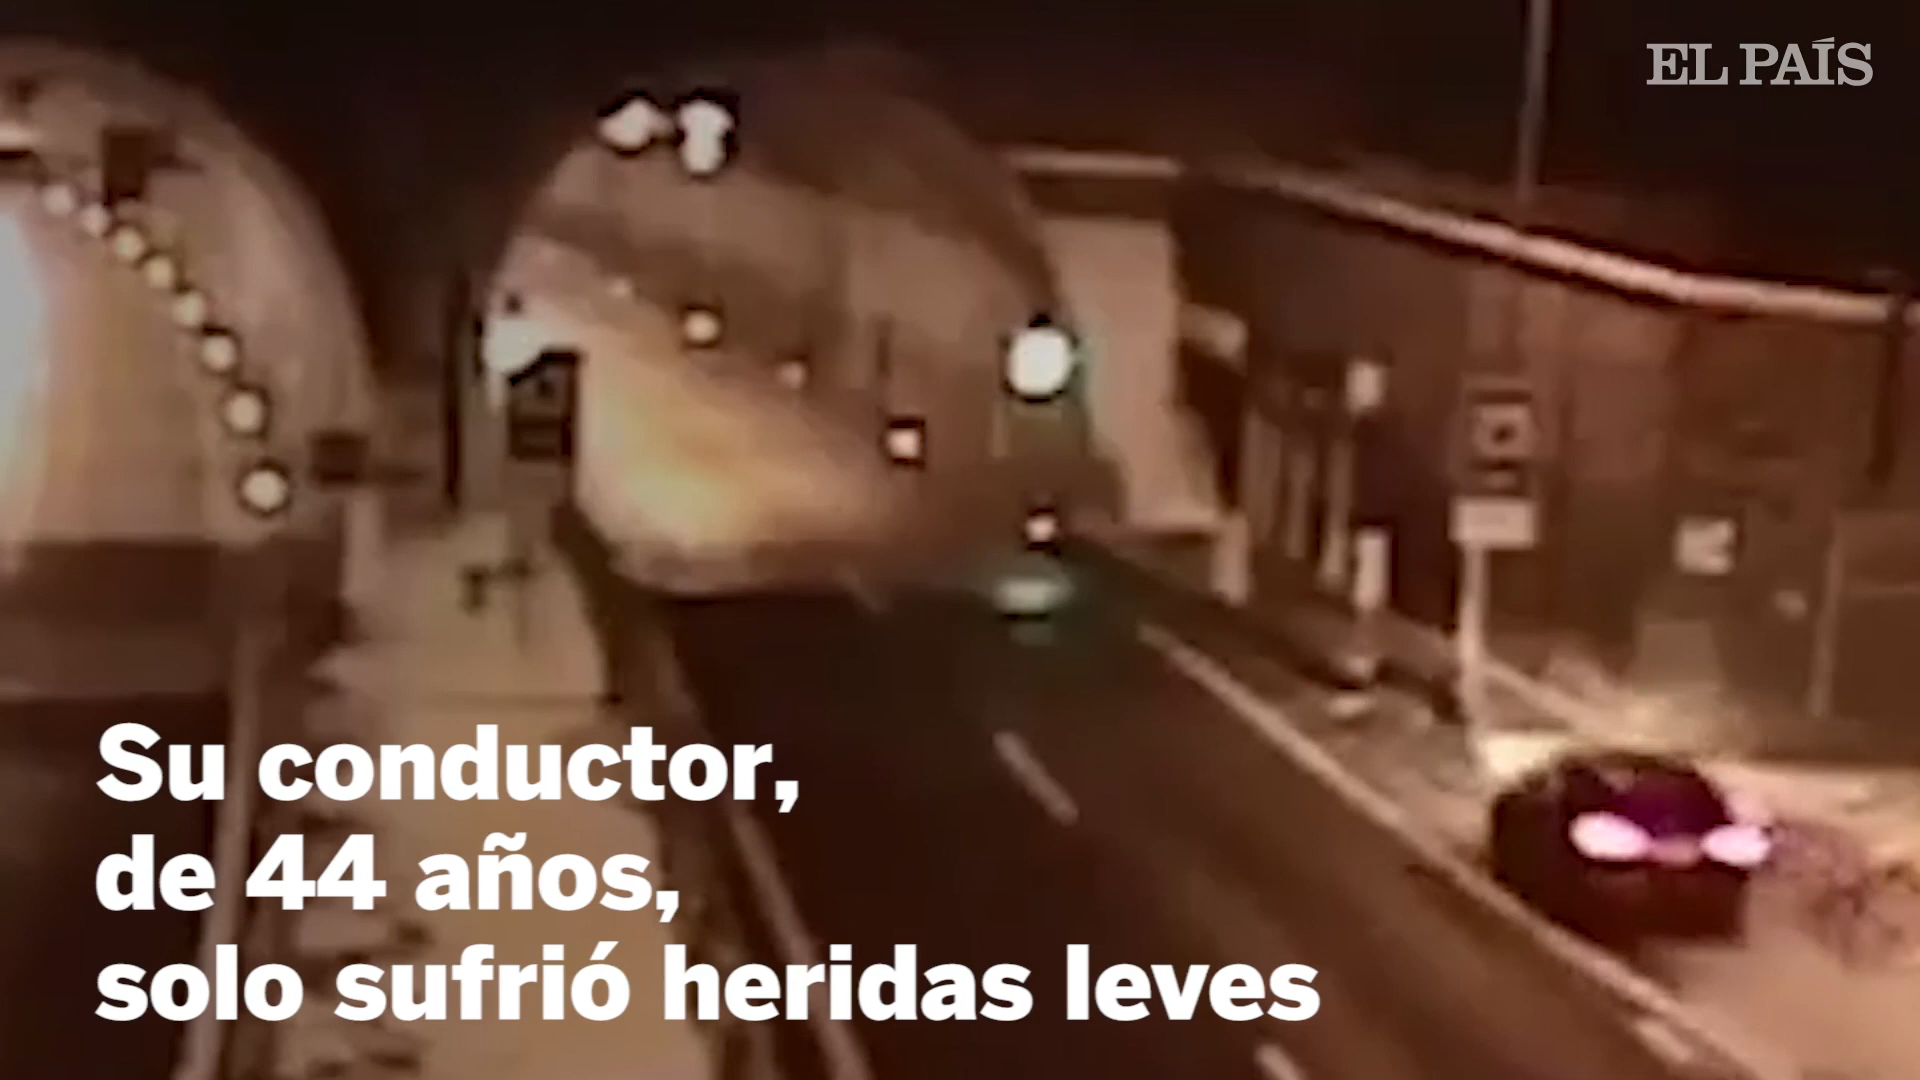 EL PAÍS
Su conductor,
de 44 años,
solo sufrió heridas leves